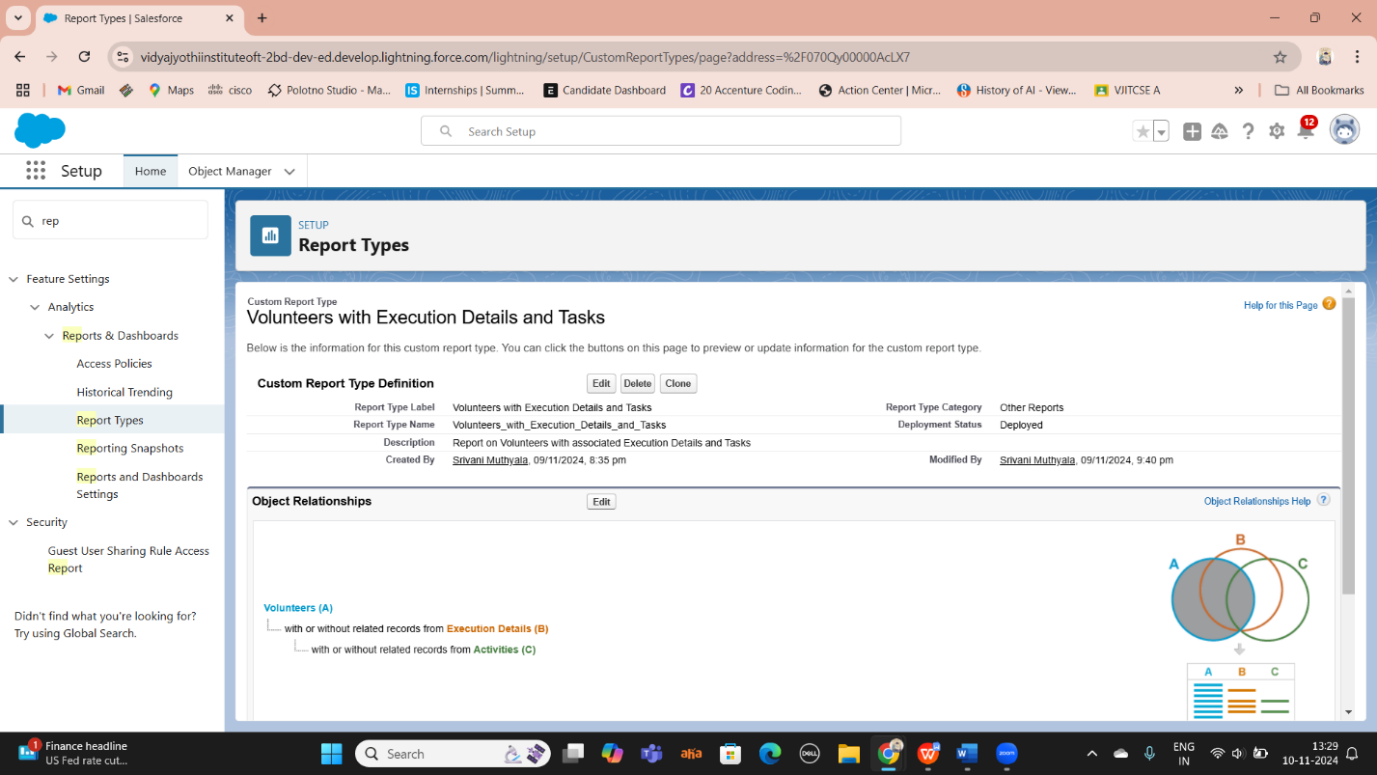 Report Types | Salesforce
vidyajyothiinstituteoft-2bd-dev-ed.develop.lightning.force.com/lightning/setup/CustomReportTypes/page?address=%2F070Qy00000AcLX7
Gmail
Maps
cisco
Polotno Studio - Ma...
Internships | Summ...
Candidate Dashboard
20 Accenture Codin...
Action Center | Micr...
History of AI - View...
VJITCSE A
»
All Bookmarks
Search Setup
12
Setup
Home
Object Manager
rep
Feature Settings
Analytics
Reports & Dashboards
Access Policies
Historical Trending
Report Types
Reporting Snapshots
Reports and Dashboards
Settings
Security
Guest User Sharing Rule Access
Report
Didn't find what you're looking for?
Try using Global Search.
SETUP
Report Types
Custom Report Type
Volunteers with Execution Details and Tasks
Help for this Page ?
Below is the information for this custom report type. You can click the buttons on this page to preview or update information for the custom report type.
Custom Report Type Definition
Edit
Delete
Clone
Report Type Label Volunteers with Execution Details and Tasks
Report Type Category Other Reports
Report Type Name Volunteers_with_Execution_Details_and_Tasks
Deployment Status Deployed
Description Report on Volunteers with associated Execution Details and Tasks
Created By Srivani Muthyala, 09/11/2024, 8:35 pm
Modified By Srivani Muthyala, 09/11/2024, 9:40 pm
Object Relationships
Edit
Object Relationships Help ?
Volunteers (A)
with or without related records from Execution Details (B)
with or without related records from Activities (C)
B
A
C
A B C
1
Finance headline
US Fed rate cut...
Search
aha
DELL
zoom
ENG
IN
13:29
10-11-2024